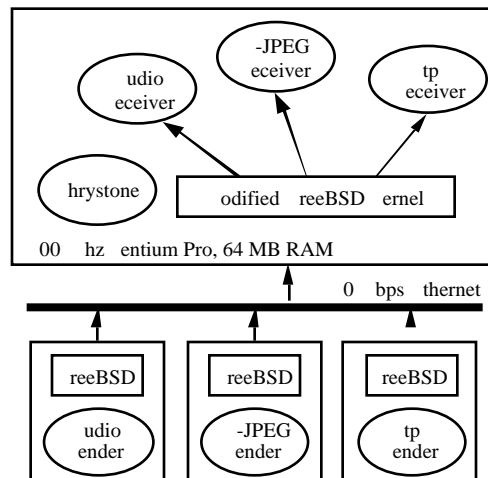 udio
eceiver
-JPEG
eceiver
tp
eceiver
hrystone
odified reeBSD ernel
00 hz entium Pro, 64 MB RAM
0 bps thernet
reeBSD
reeBSD
reeBSD
udio
ender
-JPEG
ender
tp
ender